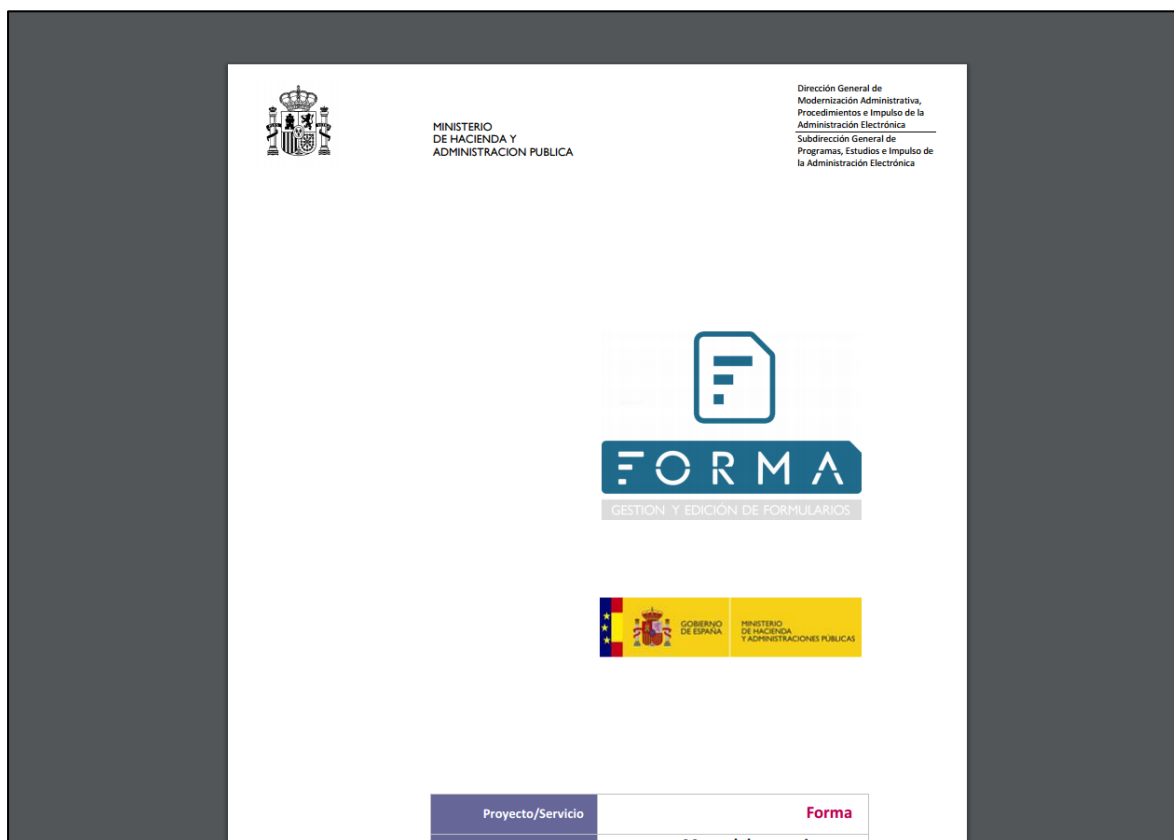 MINISTERIO
DE HACIENDA Y
ADMINISTRACION PUBLICA
Dirección General de
Modernización Administrativa,
Procedimientos e Impulso de la
Administración Electrónica
Subdirección General de
Programas, Estudios e Impulso de
la Administración Electrónica
FORMA
GESTION Y EDICIÓN DE FORMULARIOS
GOBIERNO
DE ESPAÑA
MINISTERIO
DE HACIENDA
Y ADMINISTRACIONES PÚBLICAS
Proyecto/Servicio
Forma